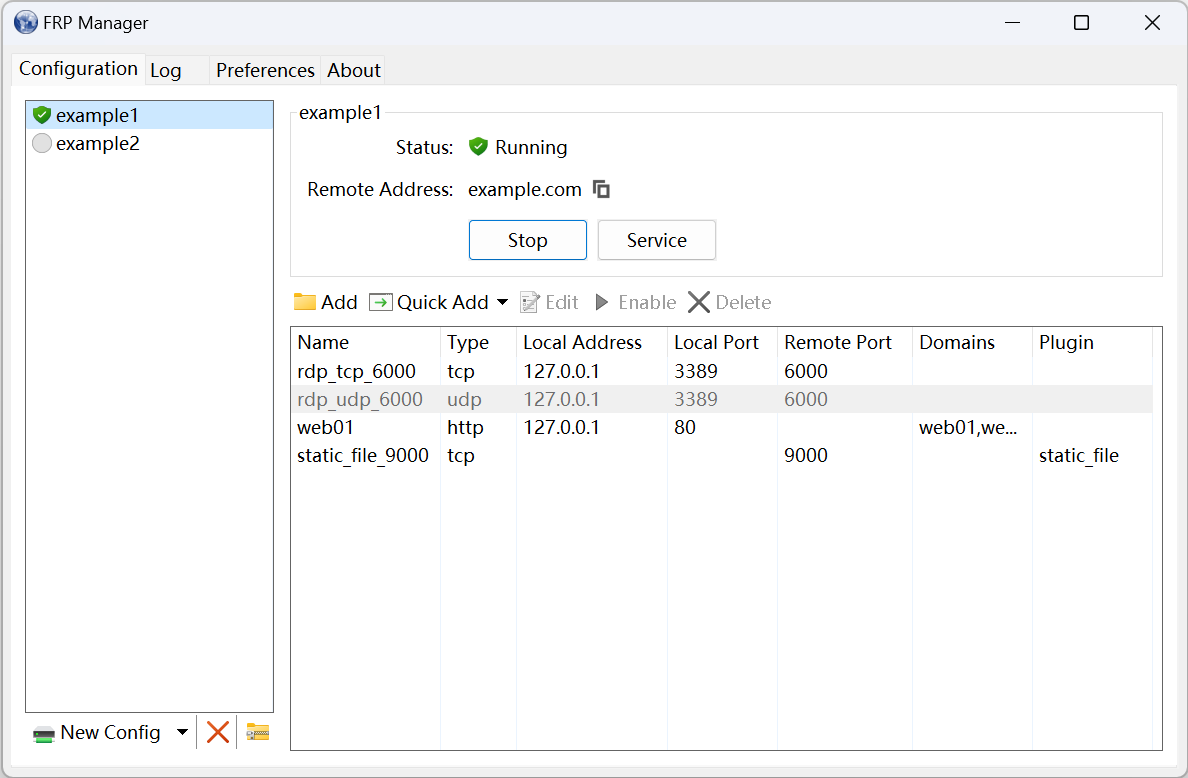 FRP Manager
Configuration Log Preferences About
example1
example2
example1
Status: Running
Remote Address: example.com
Stop Service
Add Quick Add Edit Enable Delete
Name Type Local Address Local Port Remote Port Domains Plugin
rdp_tcp_6000 tcp 127.0.0.1 3389 6000
rdp_udp_6000 udp 127.0.0.1 3389 6000
web01 http 127.0.0.1 80 web01,we...
static_file_9000 tcp 9000 static_file
New Config